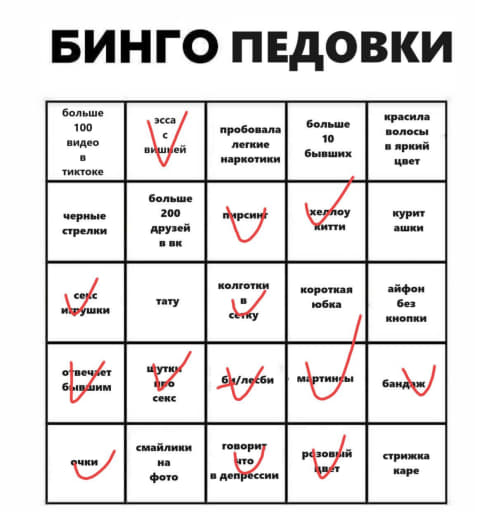 БИНГО ПЕДОВКИ
больше
100
видео
в
тиктоке
эсса
с
вишней
пробовала
легкие
наркотики
больше
10
бывших
красила
волосы
в яркий
цвет
черные
стрелки
больше
200
друзей
в вк
пирсинг
хеллоу
китти
курит
ашки
секс
игрушки
тату
колготки
в
сетку
короткая
юбка
айфон
без
кнопки
отвечает
бывшим
шутки
про
секс
би/лесби
мартинсы
бандаж
очки
смайлики
на
фото
говорит
что
в депрессии
розовый
цвет
стрижка
каре